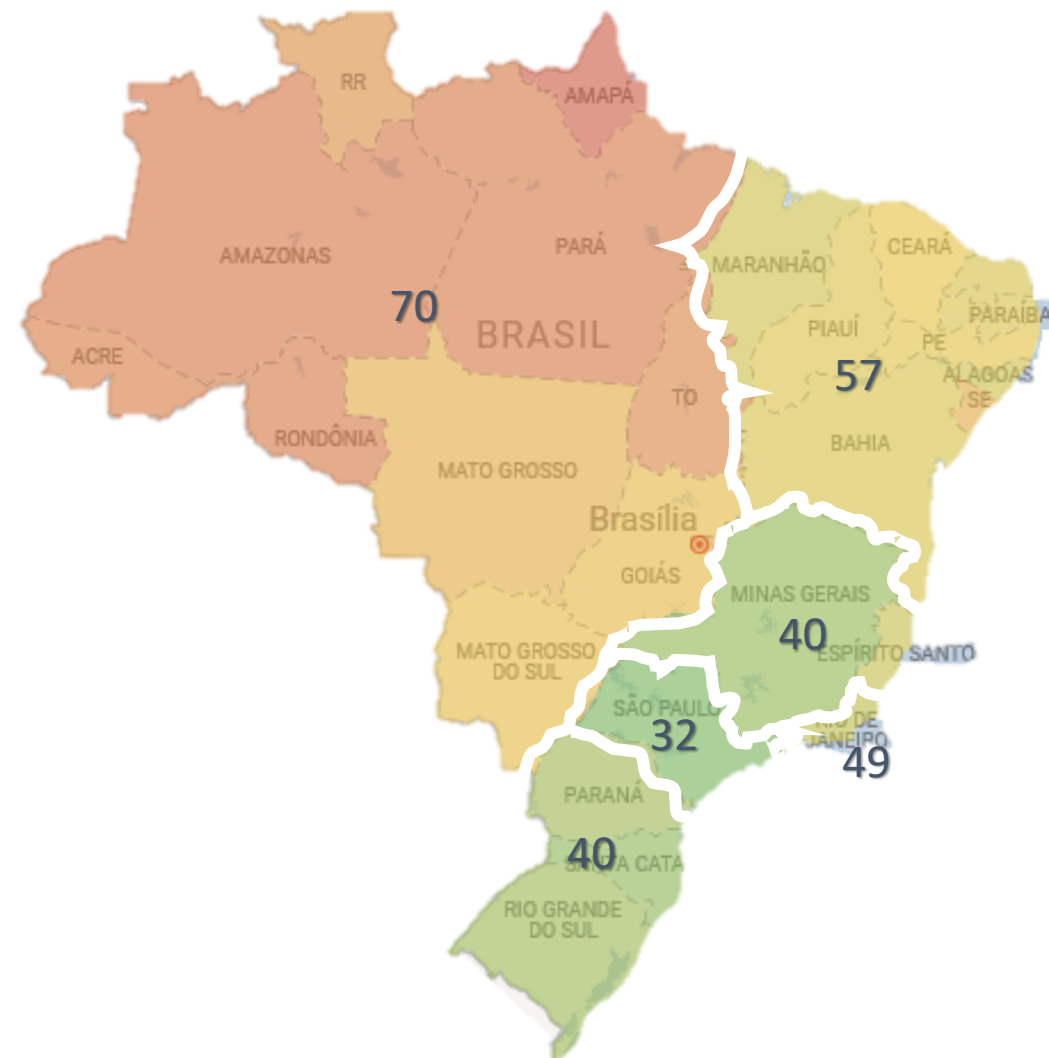 RR
AMAPÁ
AMAZONAS
PARÁ
MARANHÃO
CEARÁ
70
BRASIL
PIAUÍ
PARAÍBA
PE
ACRE
TO
57
ALAGOAS
SE
RONDÔNIA
MATO GROSSO
BAHIA
Brasília
GOIÁS
MINAS GERAIS
40
MATO GROSSO
DO SUL
ESPÍRITO SANTO
SÃO PAULO
32
RIO DE
JANEIRO
49
PARANÁ
40
SANTA CATA
RIO GRANDE
DO SUL